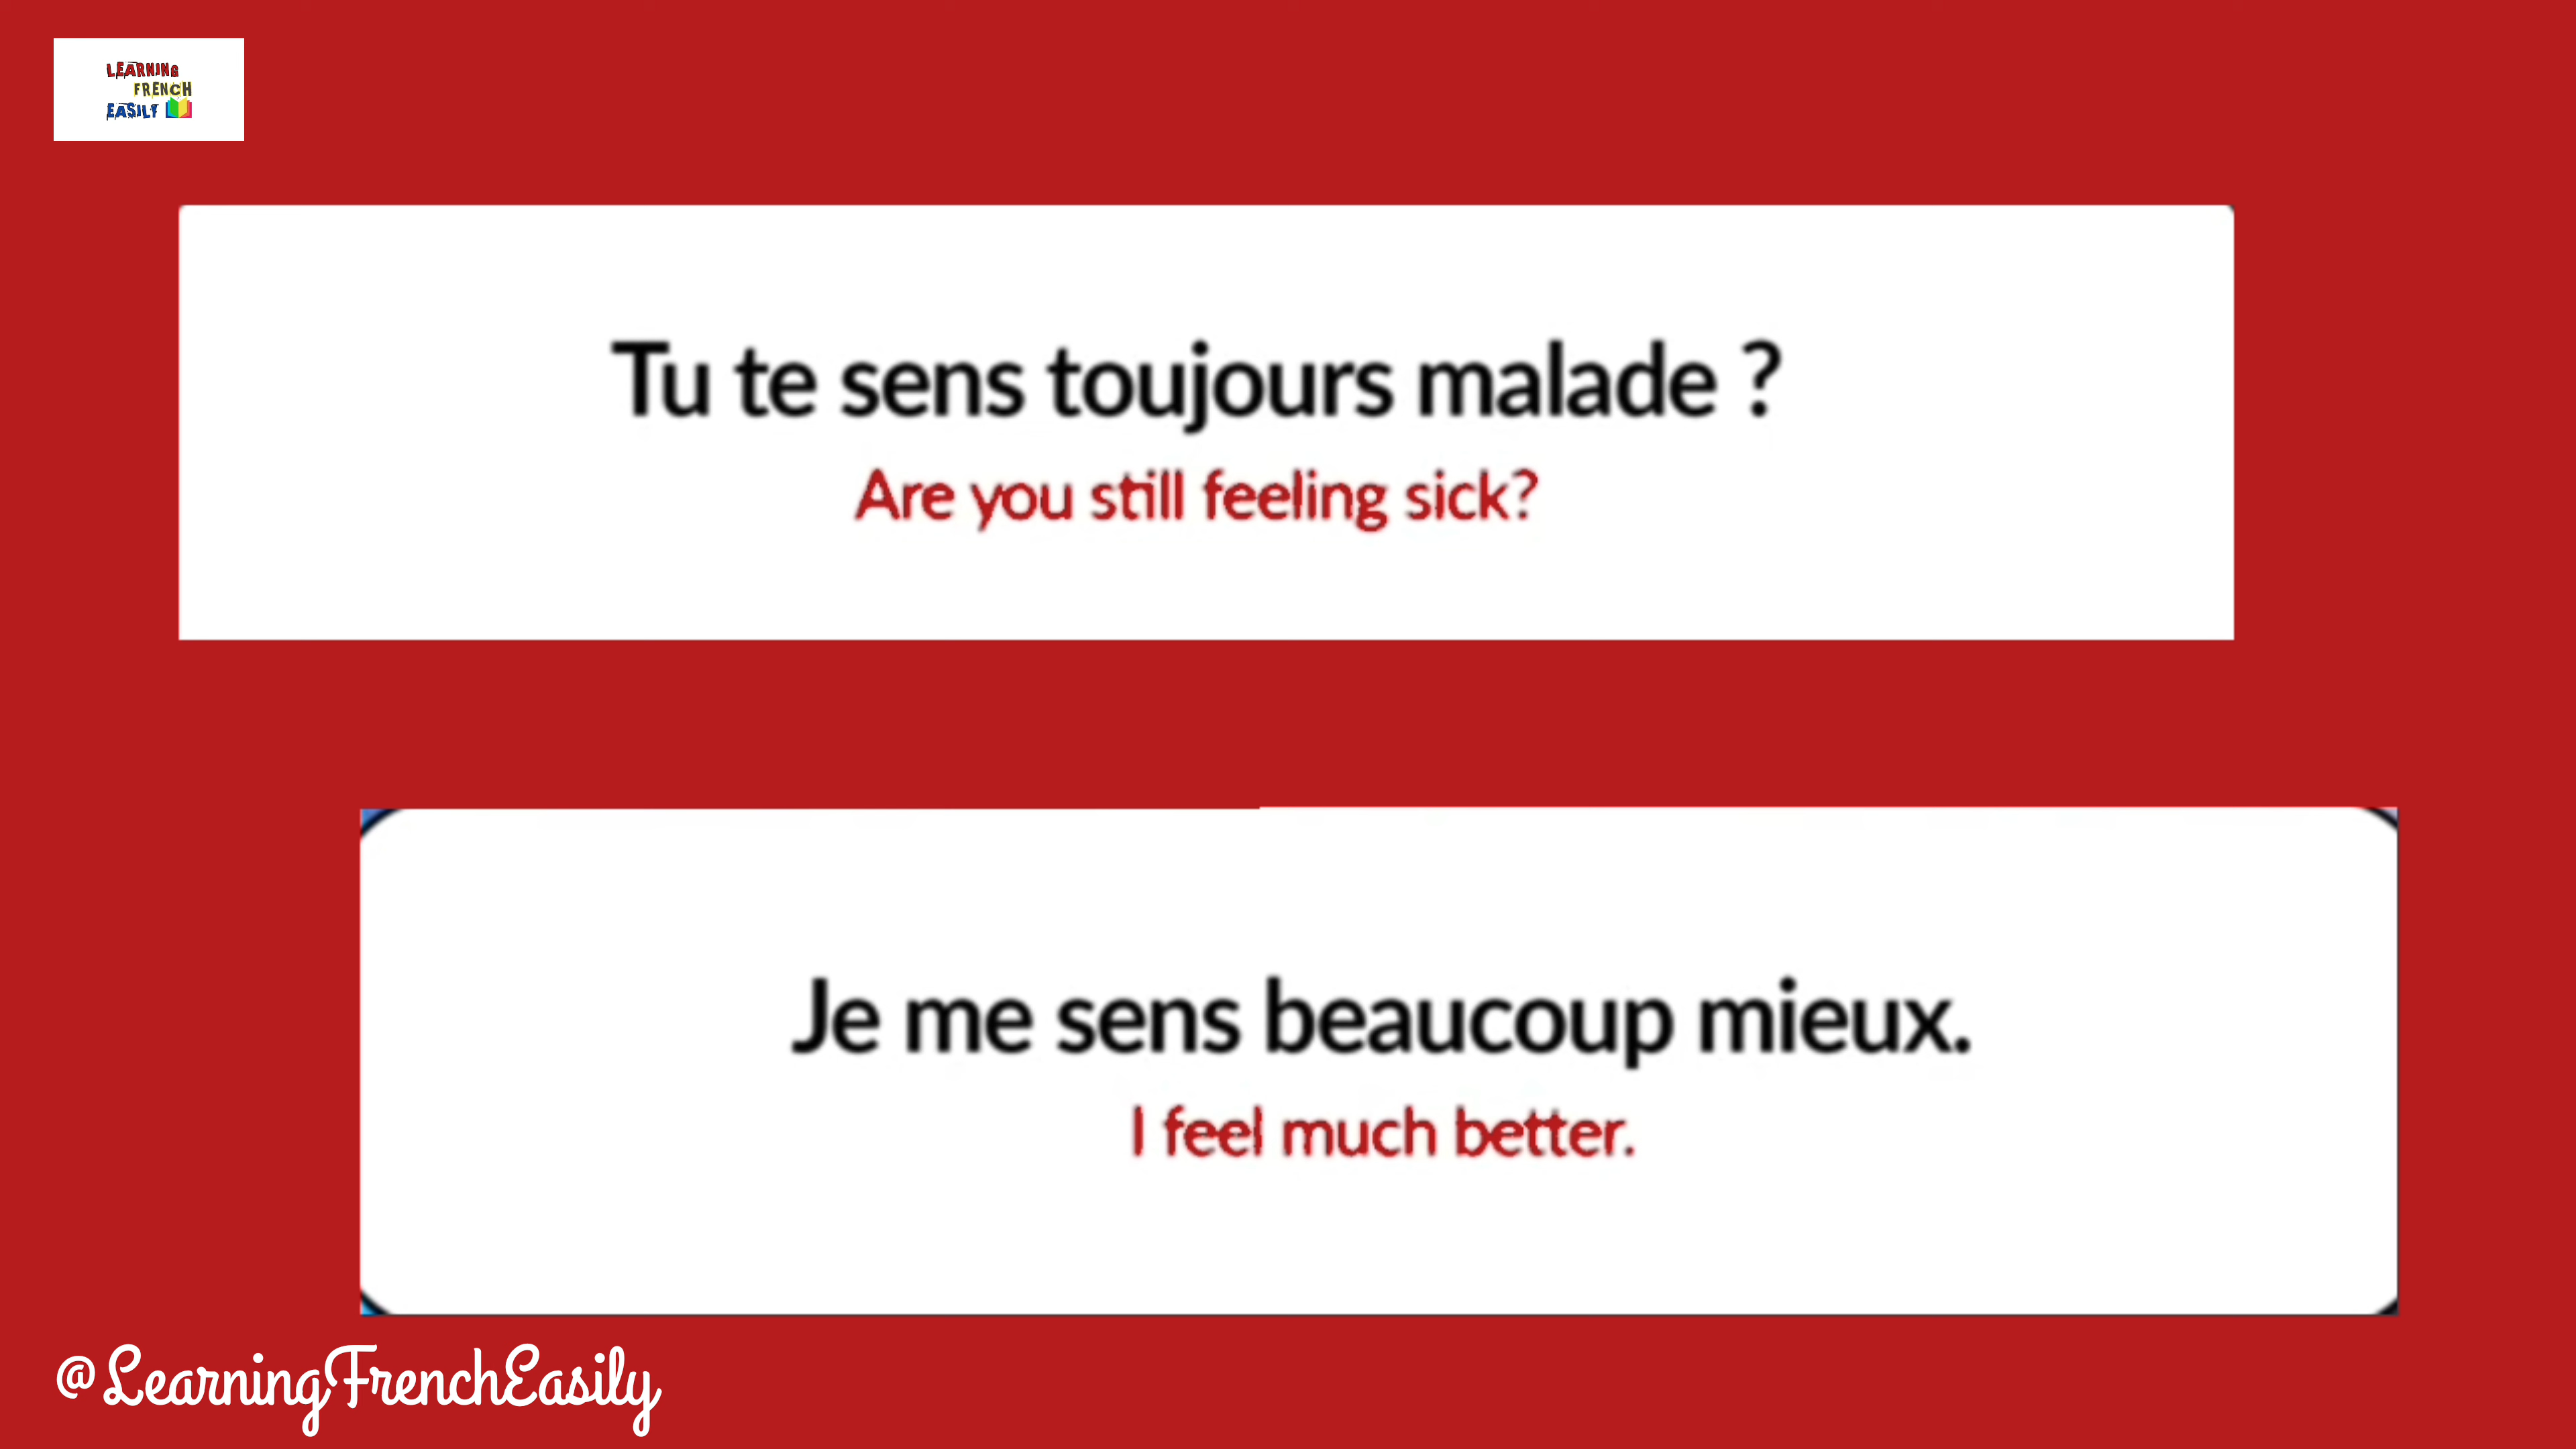 LEARNING
FRENCH
EASILY
Tu te sens toujours malade ?
Are you still feeling sick?
Je me sens beaucoup mieux.
I feel much better.
@LearningFrenchEasily